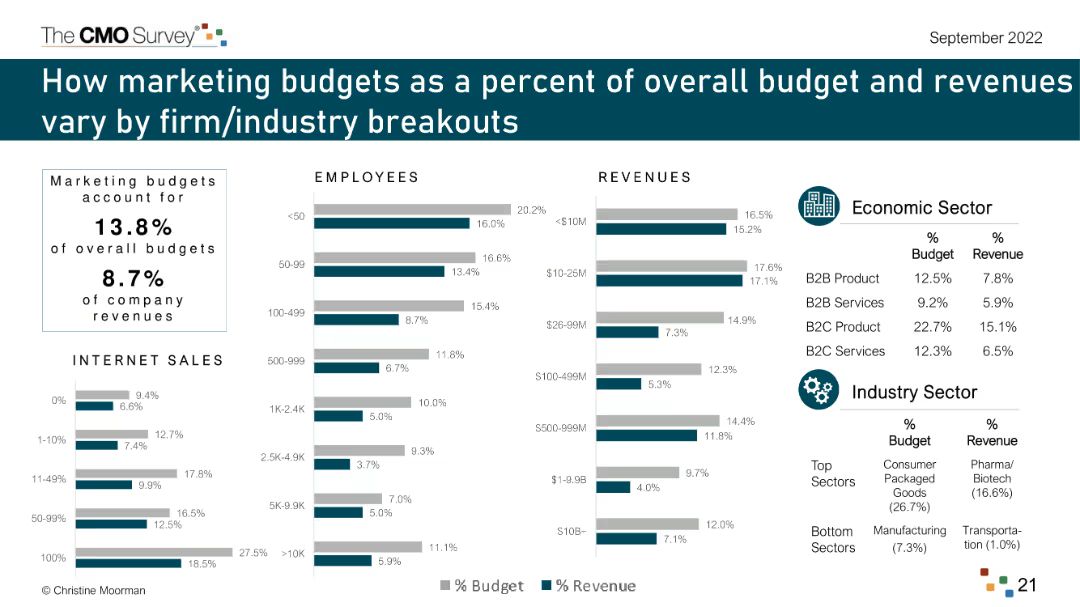 The CMO Survey®
September 2022
How marketing budgets as a percent of overall budget and revenues
vary by firm/industry breakouts
Marketing budgets
account for
13.8%
of overall budgets
8.7%
of company
revenues
INTERNET SALES
0% 9.4%
6.6%
1-10% 12.7%
7.4%
11-49% 17.8%
9.9%
50-99% 16.5%
12.5%
100% 27.5%
18.5%
EMPLOYEES
<50 20.2%
16.0%
50-99 16.6%
13.4%
100-499 15.4%
8.7%
500-999 11.8%
6.7%
1K-2.4K 10.0%
5.0%
2.5K-4.9K 9.3%
3.7%
5K-9.9K 7.0%
5.0%
>10K 11.1%
5.9%
REVENUES
<$10M 16.5%
15.2%
$10-25M 17.6%
17.1%
$26-99M 14.9%
7.3%
$100-499M 12.3%
5.3%
$500-999M 14.4%
11.8%
$1-9.9B 9.7%
4.0%
$10B+ 12.0%
7.1%
Economic Sector
% Budget % Revenue
B2B Product 12.5% 7.8%
B2B Services 9.2% 5.9%
B2C Product 22.7% 15.1%
B2C Services 12.3% 6.5%
Industry Sector
% Budget % Revenue
Top Sectors
Consumer Packaged Goods (26.7%)
Pharma/Biotech (16.6%)
Bottom Sectors
Manufacturing (7.3%)
Transporta-tion (1.0%)
% Budget % Revenue
© Christine Moorman
21